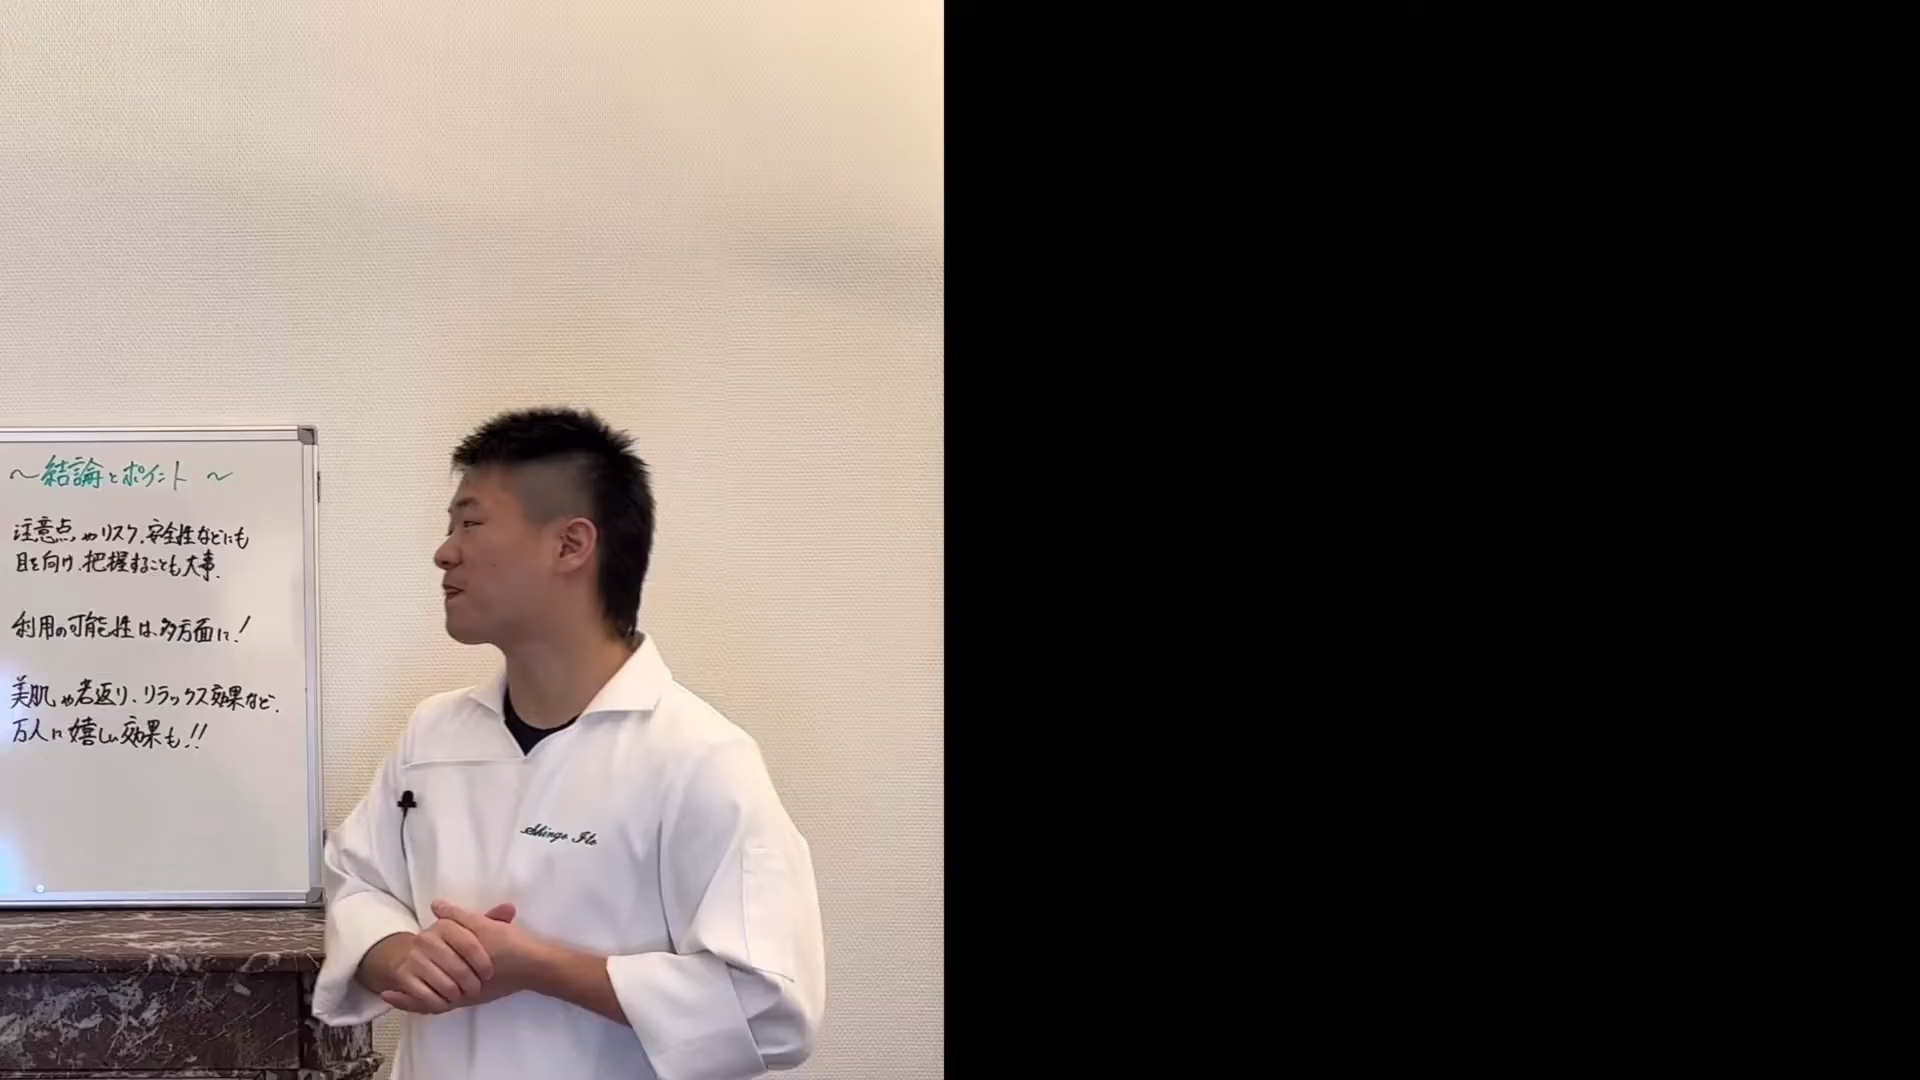 ～結論とポイント～
注意点やリスク、安全性などにも
目を向け、把握することも大事。
利用の可能性は多方面に！
美肌や若返り、リラックス効果など、
万人に嬉しい効果も!!
Shingo Ito